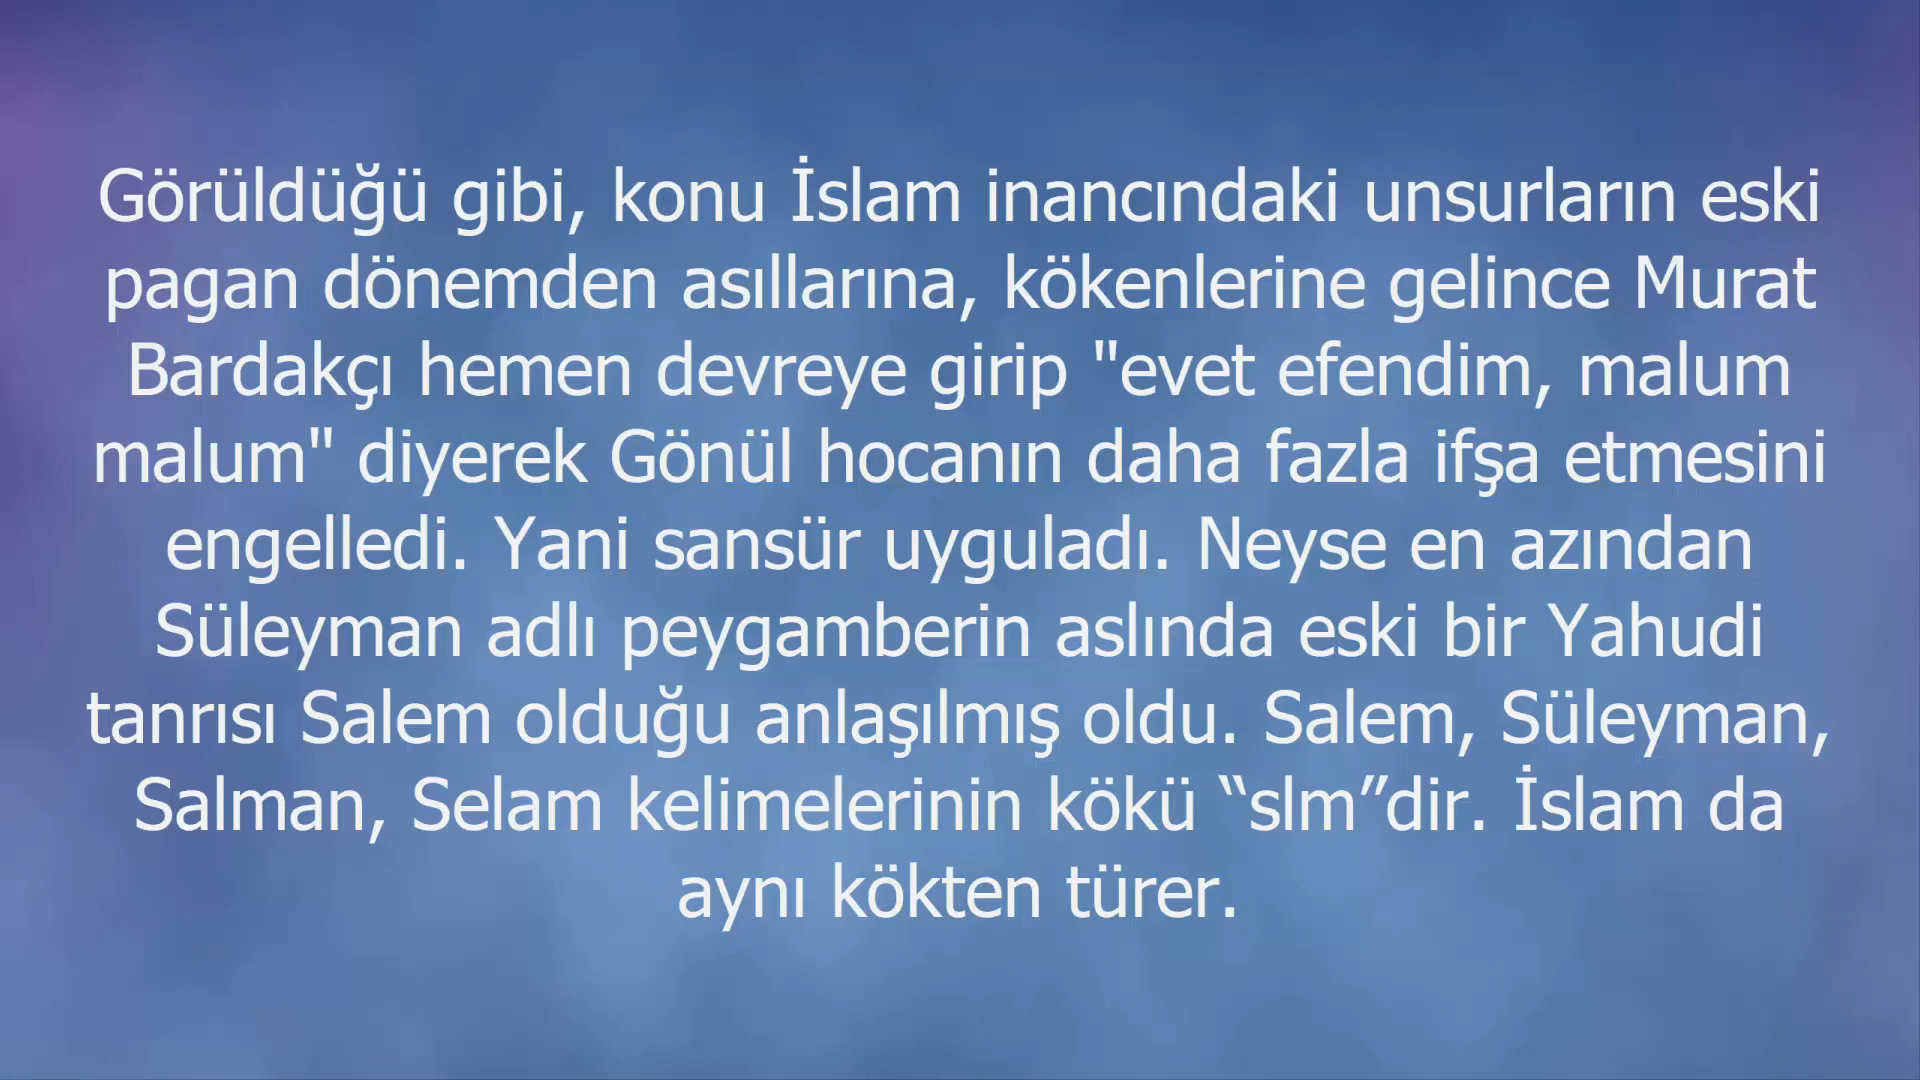 Görüldüğü gibi, konu İslam inancındaki unsurların eski
pagan dönemden asıllarına, kökenlerine gelince Murat
Bardakçı hemen devreye girip "evet efendim, malum
malum" diyerek Gönül hocanın daha fazla ifşa etmesini
engelledi. Yani sansür uyguladı. Neyse en azından
Süleyman adlı peygamberin aslında eski bir Yahudi
tanrısı Salem olduğu anlaşılmış oldu. Salem, Süleyman,
Salman, Selam kelimelerinin kökü “slm”dir. İslam da
aynı kökten türer.